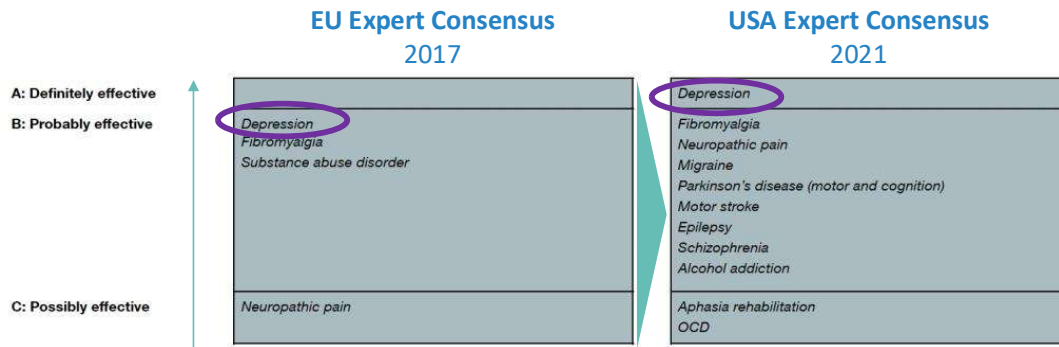 EU Expert Consensus
2017
USA Expert Consensus
2021
A: Definitely effective
Depression
B: Probably effective
Depression
Fibromyalgia
Substance abuse disorder
Fibromyalgia
Neuropathic pain
Migraine
Parkinson's disease (motor and cognition)
Motor stroke
Epilepsy
Schizophrenia
Alcohol addiction
C: Possibly effective
Neuropathic pain
Aphasia rehabilitation
OCD